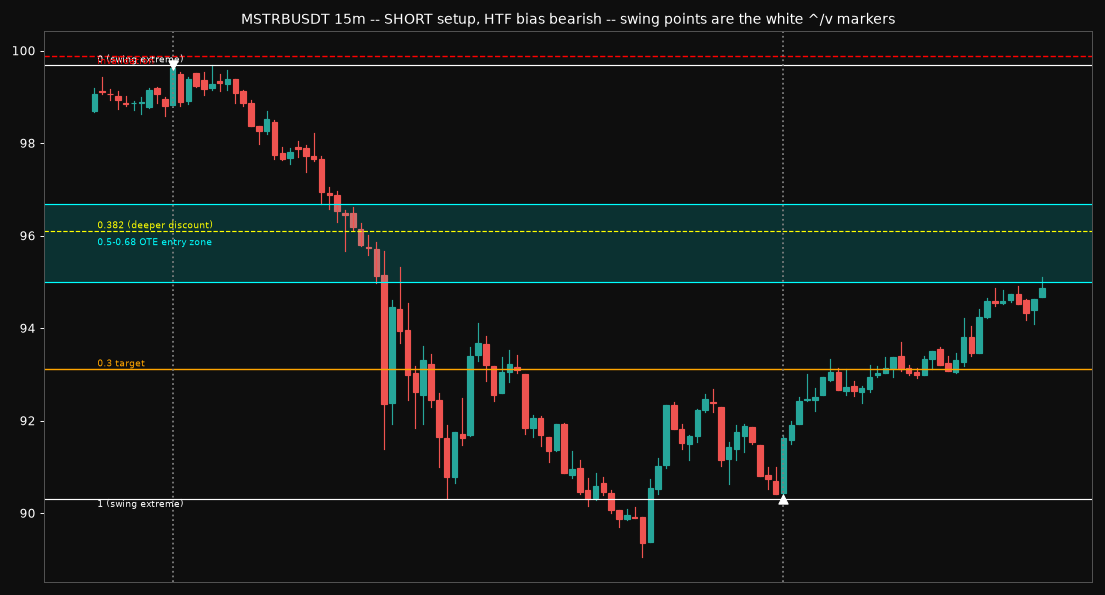 MSTRBUSDT 15m -- SHORT setup, HTF bias bearish -- swing points are the white ^/v markers
100
0 (swing extreme)
98
96
0.382 (deeper discount)
0.5-0.68 OTE entry zone
94
0.3 target
92
90
1 (swing extreme)